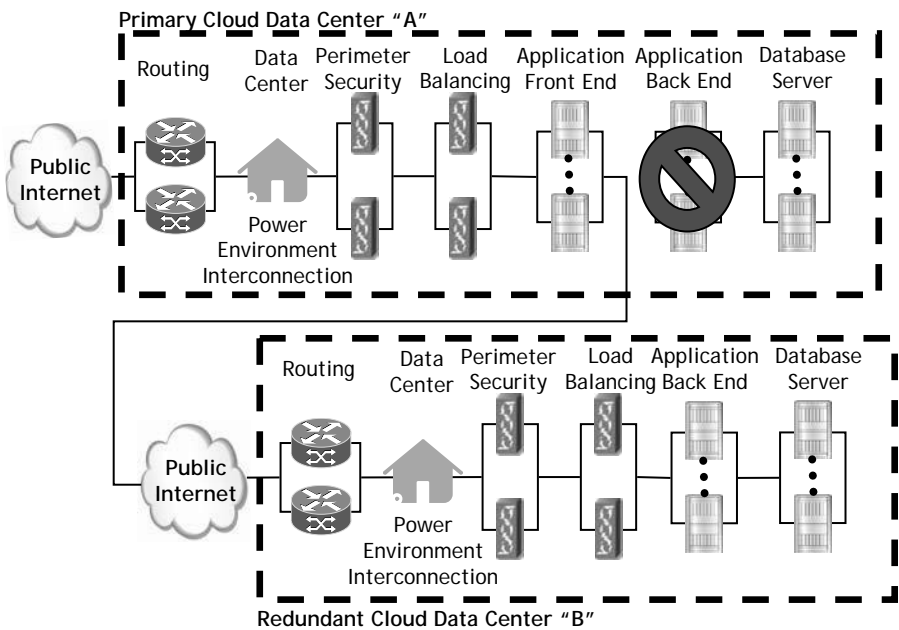 Primary Cloud Data Center “A”
Routing
Data
Center
Perimeter
Security
Load
Balancing
Application
Front End
Application
Back End
Database
Server
Public
Internet
Power
Environment
Interconnection
Routing
Data
Center
Perimeter
Security
Load
Balancing
Application
Back End
Database
Server
Public
Internet
Power
Environment
Interconnection
Redundant Cloud Data Center “B”